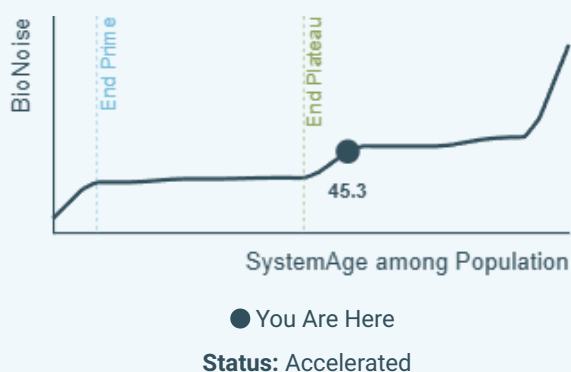 BioNoise
End Prime
End Plateau
45.3
SystemAge among Population
You Are Here
Status: Accelerated